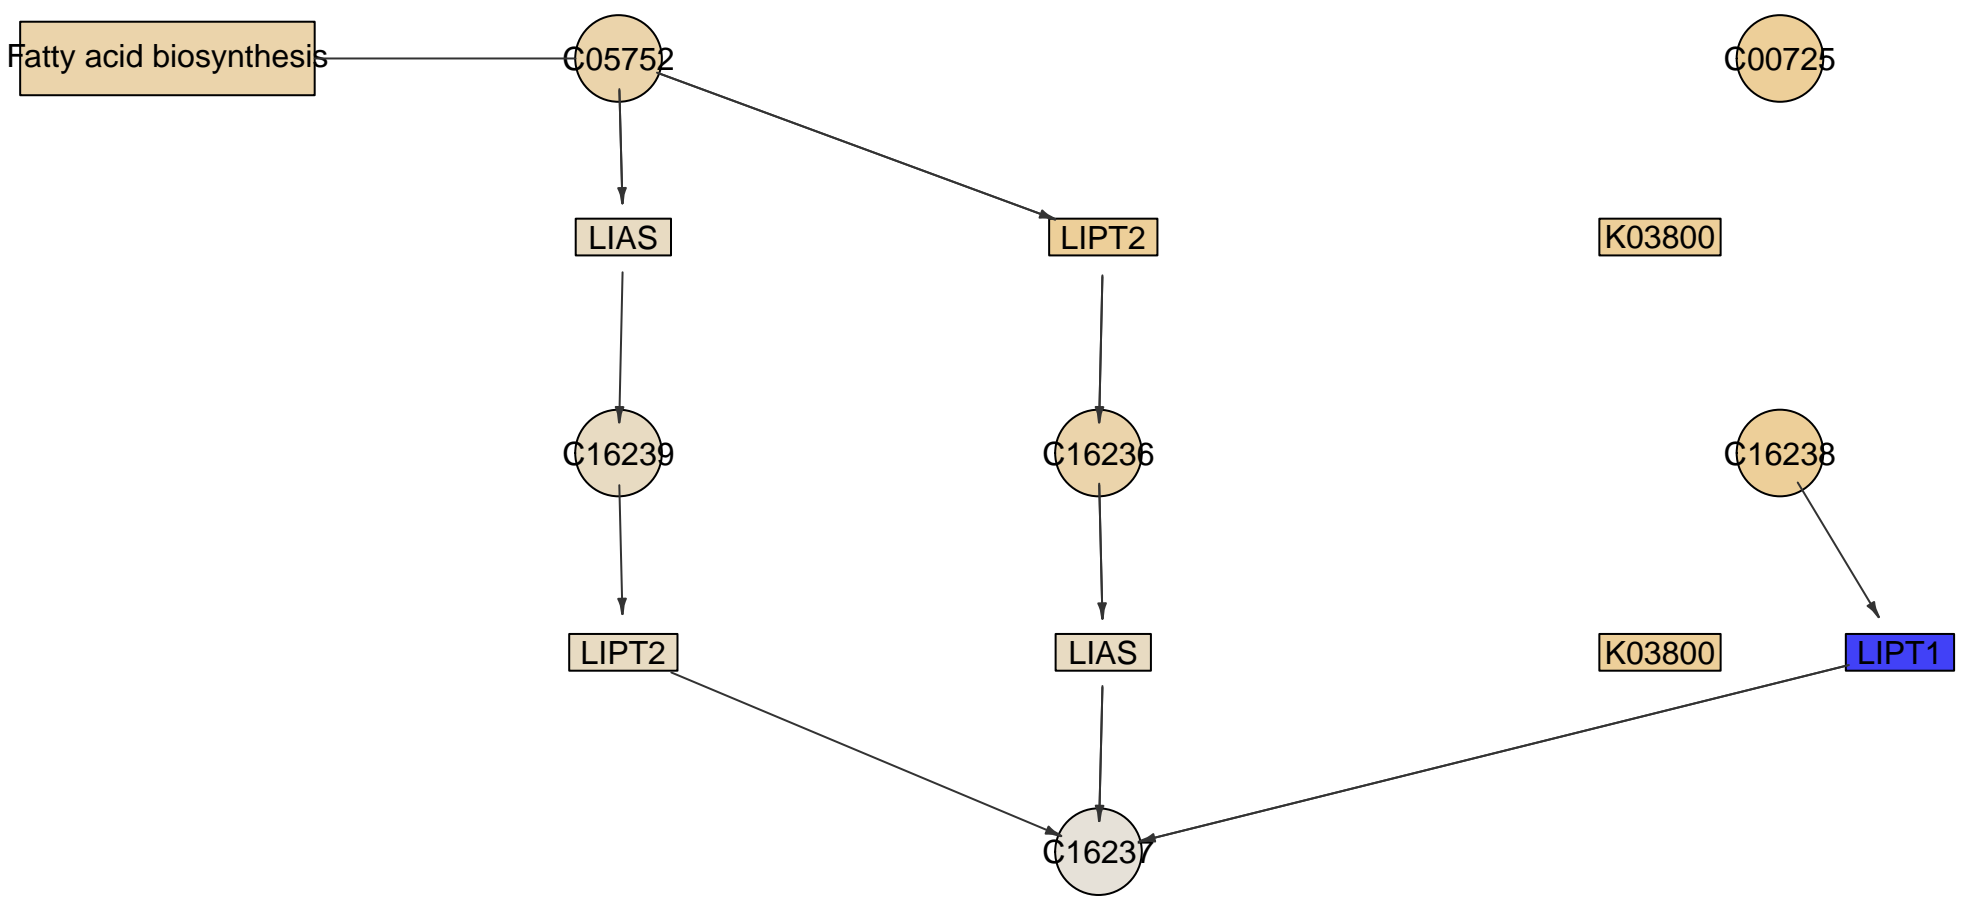 Fatty acid biosynthesis
C05752
C00725
LIAS
LIPT2
K03800
C16239
C16236
C16238
LIPT2
LIAS
K03800
LIPT1
C16237